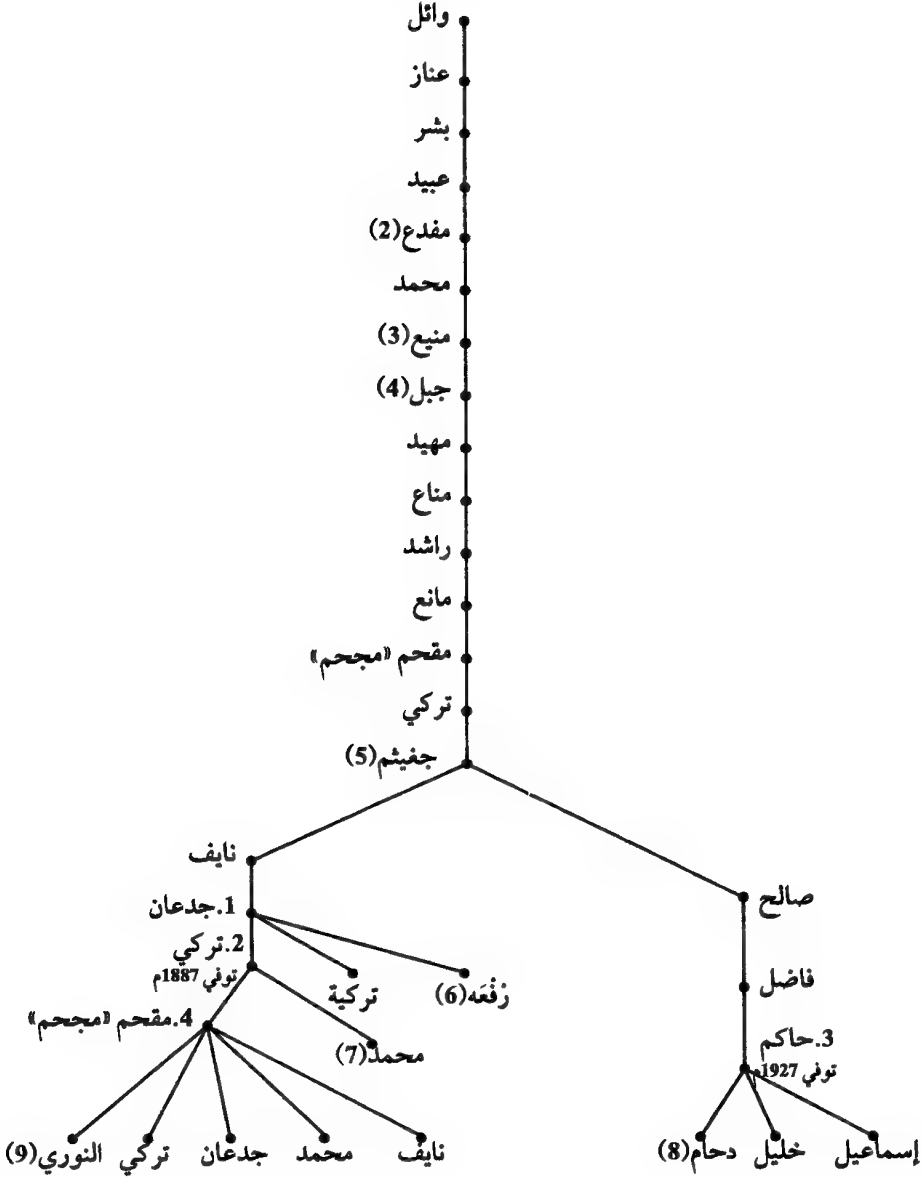 وائل
عناز
بشر
عبيد
مفدع(2)
محمد
منيع(3)
جبل(4)
مهيد
مناع
راشد
مانع
مقحم «مجحم»
تركي
جغيثم(5)
نايف
صالح
1.جدعان
2.تركي
توفي 1887م
رْفْعَه(6)
تركية
فاضل
4.مقحم «مجحم»
محمد(7)
3.حاكم
توفي 1927م
إسماعيل خليل دحام(8)
نايف محمد جدعان تركي النوري(9)